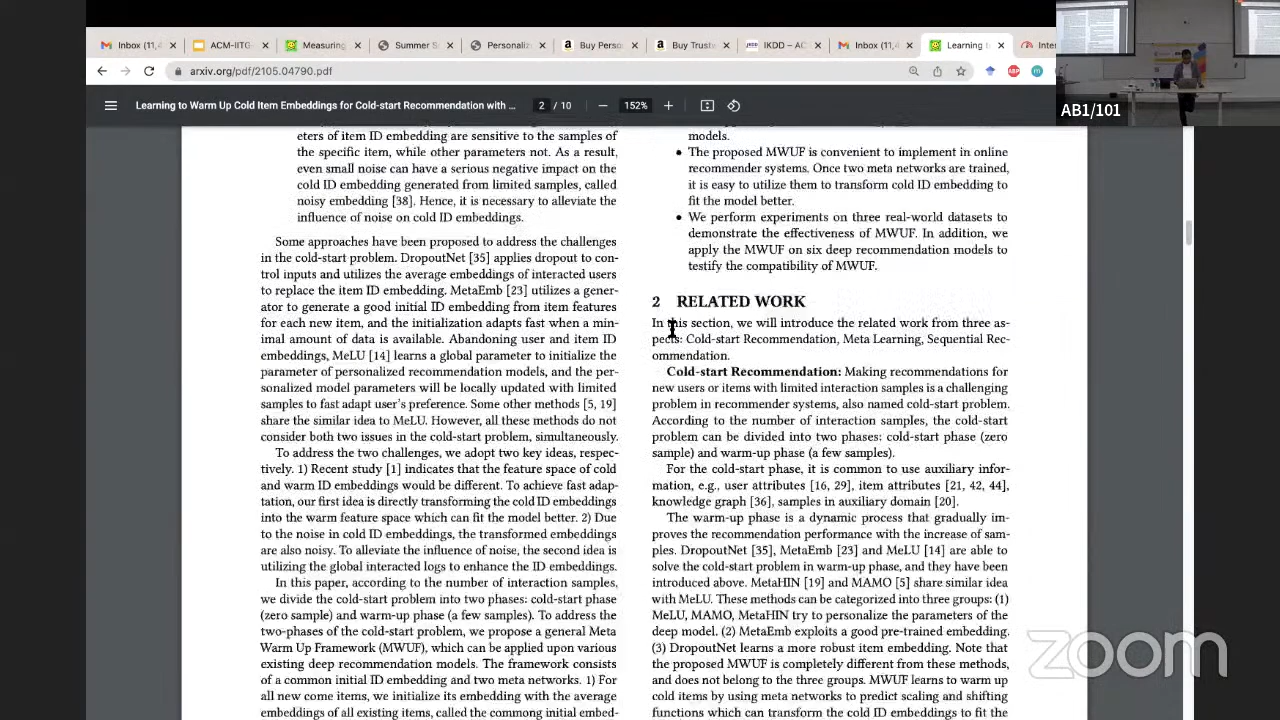 Inbox (11,4
ACM-ITG-
Measuring
Customer S
Personaliz
Buy Person
Buy Trusty
KDD – A
Inbox (11,4
Learning to
Inter
arxiv.org/pdf/2105.04790.pdf
Learning to Warm Up Cold Item Embeddings for Cold-start Recommendation with ...
2 / 10
152%
AB1/101
eters of item ID embedding are sensitive to the samples of
the specific item, while other parameters not. As a result,
even small noise can have a serious negative impact on the
cold ID embedding generated from limited samples, called
noisy embedding [38]. Hence, it is necessary to alleviate the
influence of noise on cold ID embeddings.
Some approaches have been proposed to address the challenges
in the cold-start problem. DropoutNet [35] applies dropout to con-
trol inputs and utilizes the average embeddings of interacted users
to replace the item ID embedding. MetaEmb [23] utilizes a gener-
ator to generate a good initial ID embedding from item features
for each new item, and the initialization adapts fast when a min-
imal amount of data is available. Abandoning user and item ID
embeddings, MeLU [14] learns a global parameter to initialize the
parameter of personalized recommendation models, and the per-
sonalized model parameters will be locally updated with limited
samples to fast adapt user's preference. Some other methods [5, 19]
share the similar idea to MeLU. However, all these methods do not
consider both two issues in the cold-start problem, simultaneously.
To address the two challenges, we adopt two key ideas, respec-
tively. 1) Recent study [1] indicates that the feature space of cold
and warm ID embeddings would be different. To achieve fast adap-
tation, our first idea is directly transforming the cold ID embeddings
into the warm feature space which can fit the model better. 2) Due
to the noise in cold ID embeddings, the transformed embeddings
are also noisy. To alleviate the influence of noise, the second idea is
utilizing the global interacted logs to enhance the ID embeddings.
In this paper, according to the number of interaction samples,
we divide the cold-start problem into two phases: cold-start phase
(zero sample) and warm-up phase (a few samples). To address the
two-phases of the cold-start problem, we propose a general Meta
Warm Up Framework (MWUF), which can be applied into various
existing deep recommendation models. The framework consists
of a common initial embedding and two meta networks. 1) For
all new come items, we initialize its embedding with the average
embeddings of all existing items, called the commong initial embed-
models.
• The proposed MWUF is convenient to implement in online
recommender systems. Once two meta networks are trained,
it is easy to utilize them to transform cold ID embedding to
fit the model better.
• We perform experiments on three real-world datasets to
demonstrate the effectiveness of MWUF. In addition, we
apply the MWUF on six deep recommendation models to
testify the compatibility of MWUF.
2 RELATED WORK
In this section, we will introduce the related work from three as-
pects: Cold-start Recommendation, Meta Learning, Sequential Rec-
ommendation.
Cold-start Recommendation: Making recommendations for
new users or items with limited interaction samples is a challenging
problem in recommender systems, also named cold-start problem.
According to the number of interaction samples, the cold-start
problem can be divided into two phases: cold-start phase (zero
sample) and warm-up phase (a few samples).
For the cold-start phase, it is common to use auxiliary infor-
mation, e.g., user attributes [16, 29], item attributes [21, 42, 44],
knowledge graph [36], samples in auxiliary domain [20].
The warm-up phase is a dynamic process that gradually im-
proves the recommendation performance with the increase of sam-
ples. DropoutNet [35], MetaEmb [23] and MeLU [14] are able to
solve the cold-start problem in warm-up phase, and they have been
introduced above. MetaHIN [19] and MAMO [5] share similar idea
with MeLU. These methods can be categorized into three groups: (1)
MeLU, MAMO, MetaHIN try to personalize the parameters of the
deep model. (2) MetaEmb exploits a good pre-trained embedding.
(3) DropoutNet learns a more robust item embedding. Note that
the proposed MWUF is completely different from these methods,
and does not belong to the three groups. MWUF learns to warm up
cold items by using meta networks to predict scaling and shifting
functions which can transform the cold ID embeddings to fit the
zoom